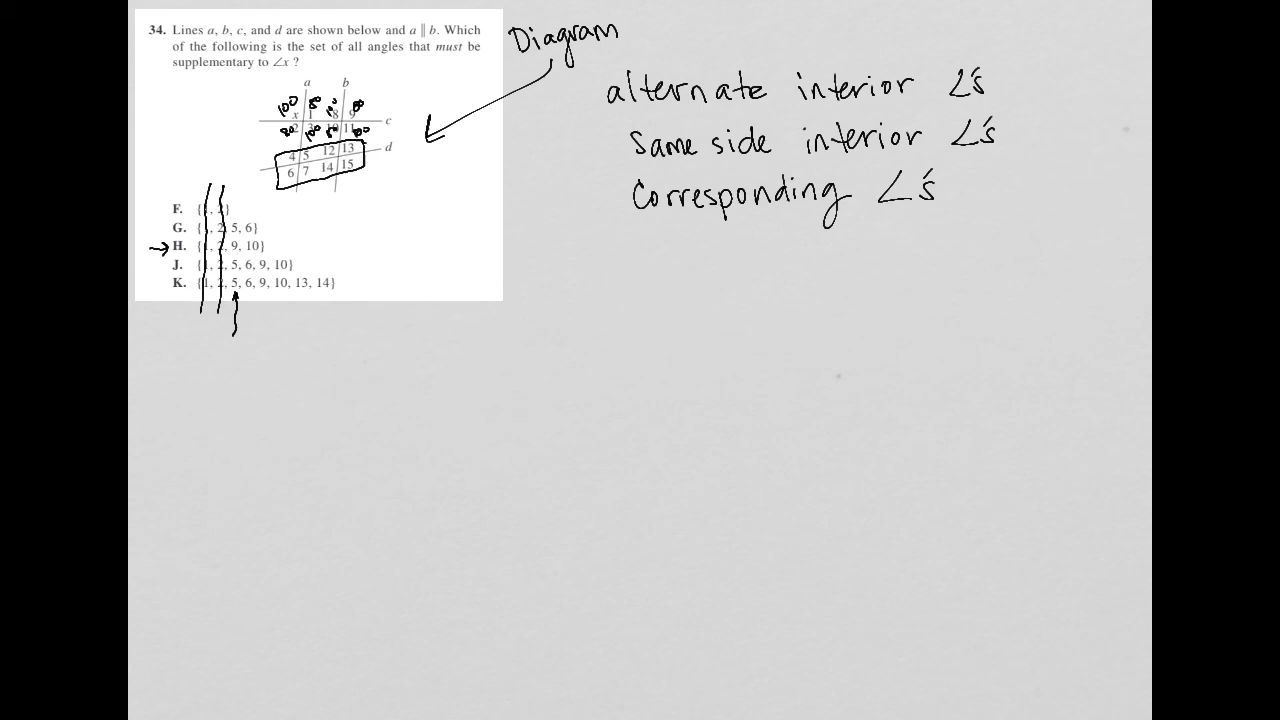 34. Lines a, b, c, and d are shown below and a ∥ b. Which
of the following is the set of all angles that must be
supplementary to ∠x ?
Diagram
alternate interior ∠'s
Same side interior ∠'s
Corresponding ∠'s
a b
100 80 80
x 1 8 9
c
80 2 100 80 11 100
d
4 5 12 13
6 7 14 15
F. {1, 2}
G. {1, 2, 5, 6}
→ H. {1, 2, 9, 10}
J. {1, 2, 5, 6, 9, 10}
K. {1, 2, 5, 6, 9, 10, 13, 14}